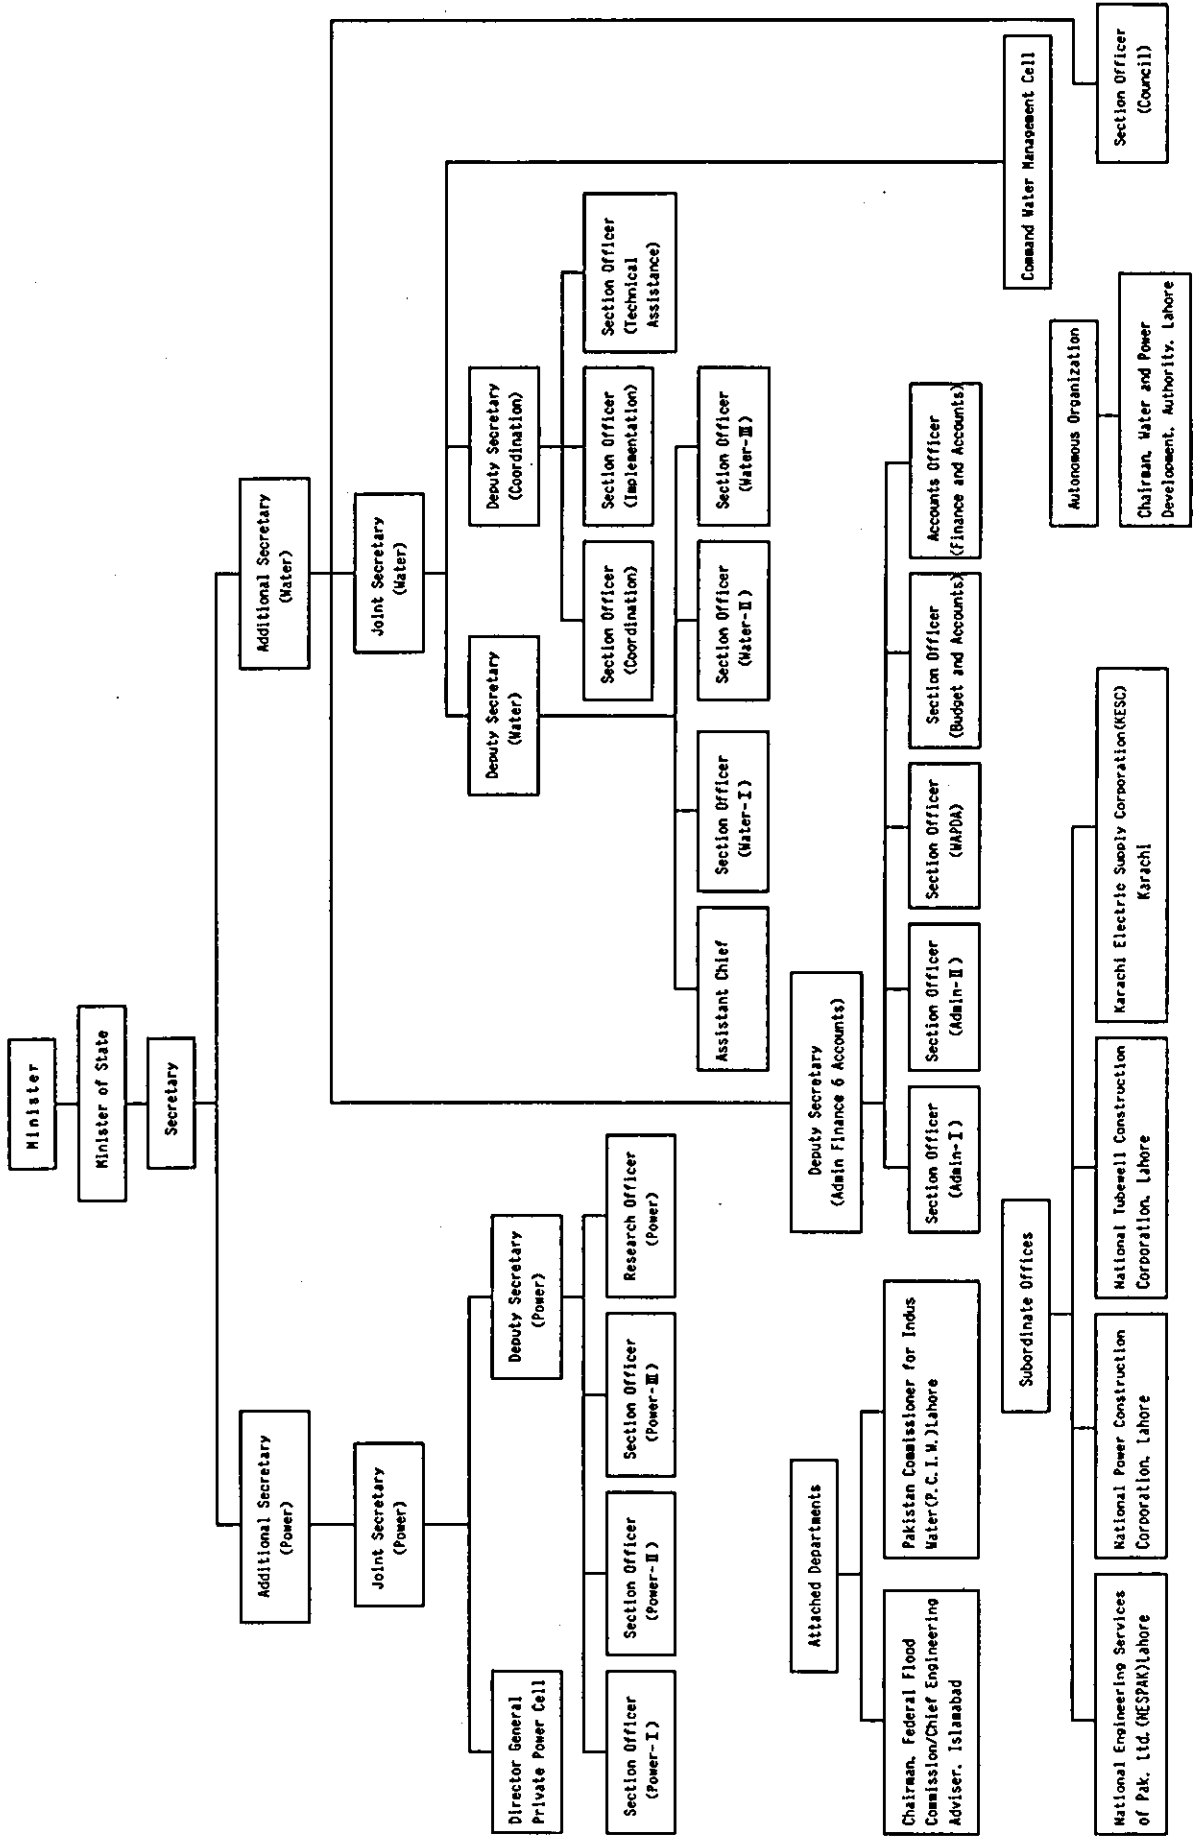 Minister
Minister of State
Secretary
Additional Secretary
(Power)
Additional Secretary
(Water)
Joint Secretary
(Power)
Joint Secretary
(Water)
Director General
Private Power Cell
Deputy Secretary
(Power)
Deputy Secretary
(Water)
Deputy Secretary
(Coordination)
Section Officer
(Power-I)
Section Officer
(Power-II)
Section Officer
(Power-III)
Research Officer
(Power)
Section Officer
(Coordination)
Section Officer
(Implementation)
Section Officer
(Technical
Assistance)
Assistant Chief
Section Officer
(Water-I)
Section Officer
(Water-II)
Section Officer
(Water-III)
Attached Departments
Deputy Secretary
(Admin Finance 6 Accounts)
Chairman. Federal Flood
Commission/Chief Engineering
Adviser. Islamabad
Pakistan Commissioner for Indus
Water(P.C.I.W.)Lahore
Section Officer
(Admin-I)
Section Officer
(Admin-II)
Section Officer
(WAPDA)
Section Officer
(Budget and Accounts)
Accounts Officer
(Finance and Accounts)
Command Water Management Cell
Subordinate Offices
Autonomous Organization
National Engineering Services
of Pak. Ltd.(NESPAK)Lahore
National Power Construction
Corporation. Lahore
National Tubewell Construction
Corporation. Lahore
Karachi Electric Supply Corporation(KESC)
Karachi
Chairman. Water and Power
Development. Authority. Lahore
Section Officer
(Council)